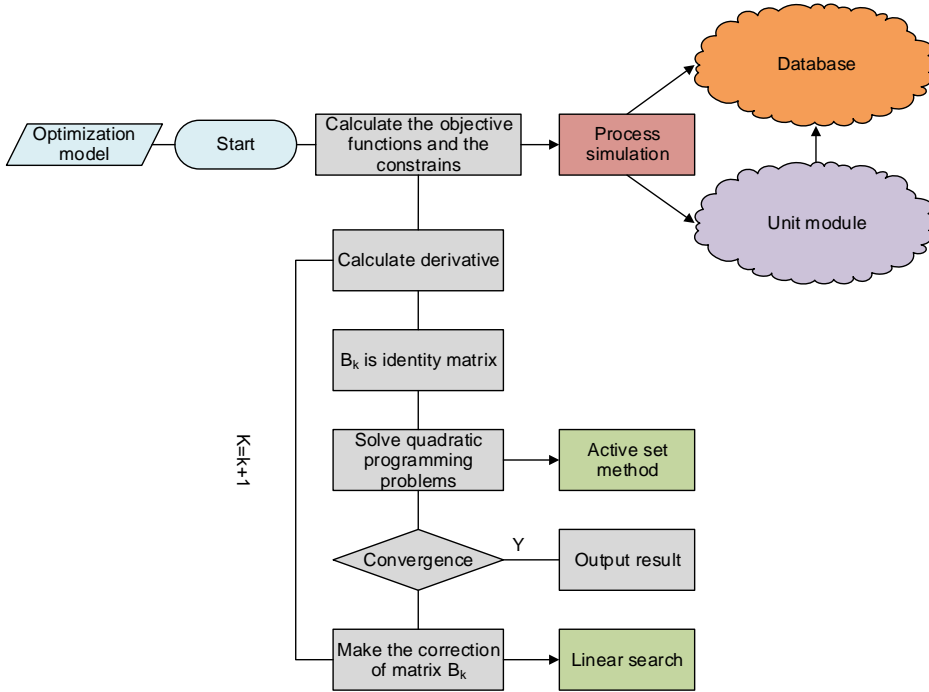 Database
Optimization
model
Start
Calculate the objective
functions and the
constrains
Process
simulation
Unit module
Calculate derivative
Bₖ is identity matrix
K=k+1
Solve quadratic
programming
problems
Active set
method
Convergence
Y
Output result
Make the correction
of matrix Bₖ
Linear search